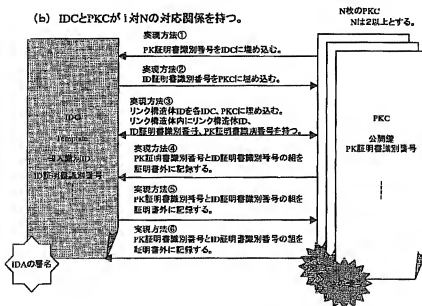 (b) IDCとPKCが1対Nの対応関係を持つ。
N枚のPKC
Nは2以上とする。
実現方法①
PK証明書識別番号をIDCに埋め込む。
実現方法②
ID証明書識別番号をPKCに埋め込む。
実現方法③
リンク構造体IDを各IDC、PKCに埋め込む。
リンク構造体内にリンク構造体ID、
ID証明書識別番号、PK証明書識別番号を持つ。
実現方法④
PK証明書識別番号とID証明書識別番号の組を
証明書外に記録する。
実現方法⑤
PK証明書識別番号とID証明書識別番号の組を
証明書外に記録する。
実現方法⑥
PK証明書識別番号とID証明書識別番号の組を
証明書外に記録する。
IDC
Template
個人識別ID
ID証明書識別番号
IDAの署名
PKC
公開鍵
PK証明書識別番号